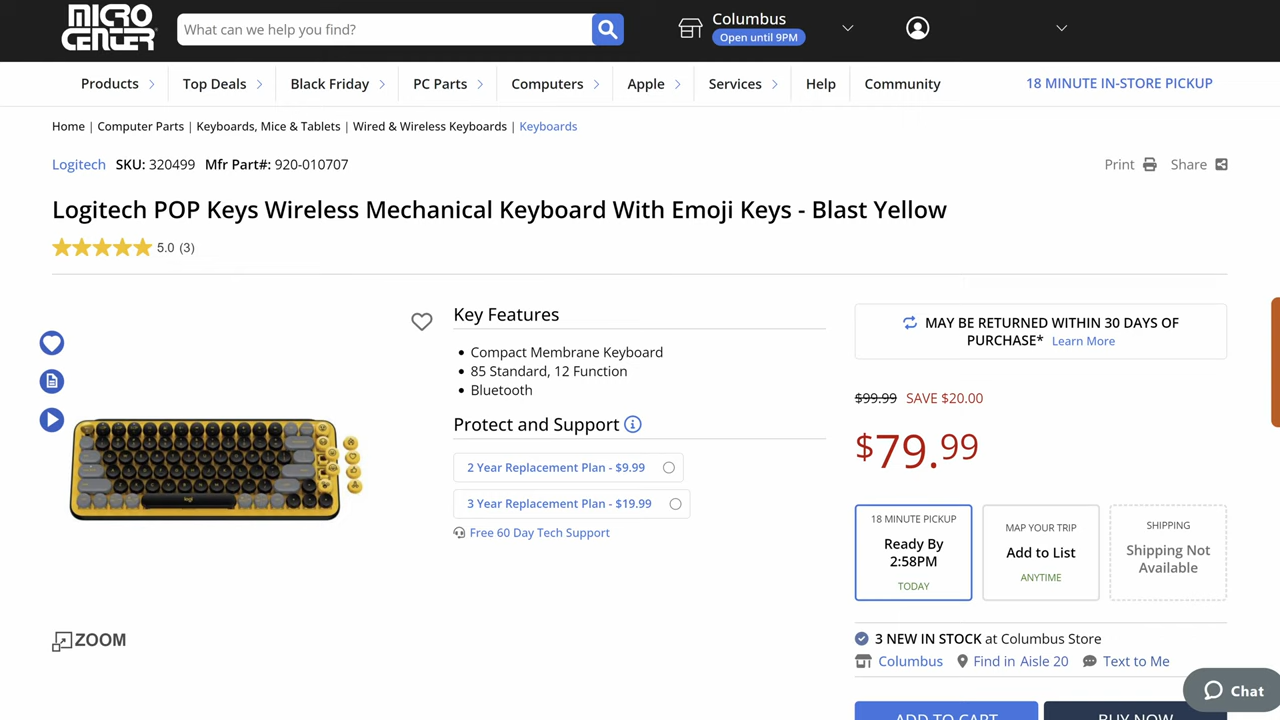 MICRO CENTER
What can we help you find?
Columbus
Open until 9PM
Products
Top Deals
Black Friday
PC Parts
Computers
Apple
Services
Help
Community
18 MINUTE IN-STORE PICKUP
Home | Computer Parts | Keyboards, Mice & Tablets | Wired & Wireless Keyboards | Keyboards
Logitech SKU: 320499 Mfr Part#: 920-010707
Print
Share
Logitech POP Keys Wireless Mechanical Keyboard With Emoji Keys - Blast Yellow
5.0 (3)
Key Features
• Compact Membrane Keyboard
• 85 Standard, 12 Function
• Bluetooth
Protect and Support
2 Year Replacement Plan - $9.99
3 Year Replacement Plan - $19.99
Free 60 Day Tech Support
logi
ZOOM
MAY BE RETURNED WITHIN 30 DAYS OF
PURCHASE* Learn More
$99.99 SAVE $20.00
$79.99
18 MINUTE PICKUP
Ready By
2:58PM
TODAY
MAP YOUR TRIP
Add to List
ANYTIME
SHIPPING
Shipping Not
Available
3 NEW IN STOCK at Columbus Store
Columbus
Find in Aisle 20
Text to Me
Chat
ADD TO CART
BUY NOW